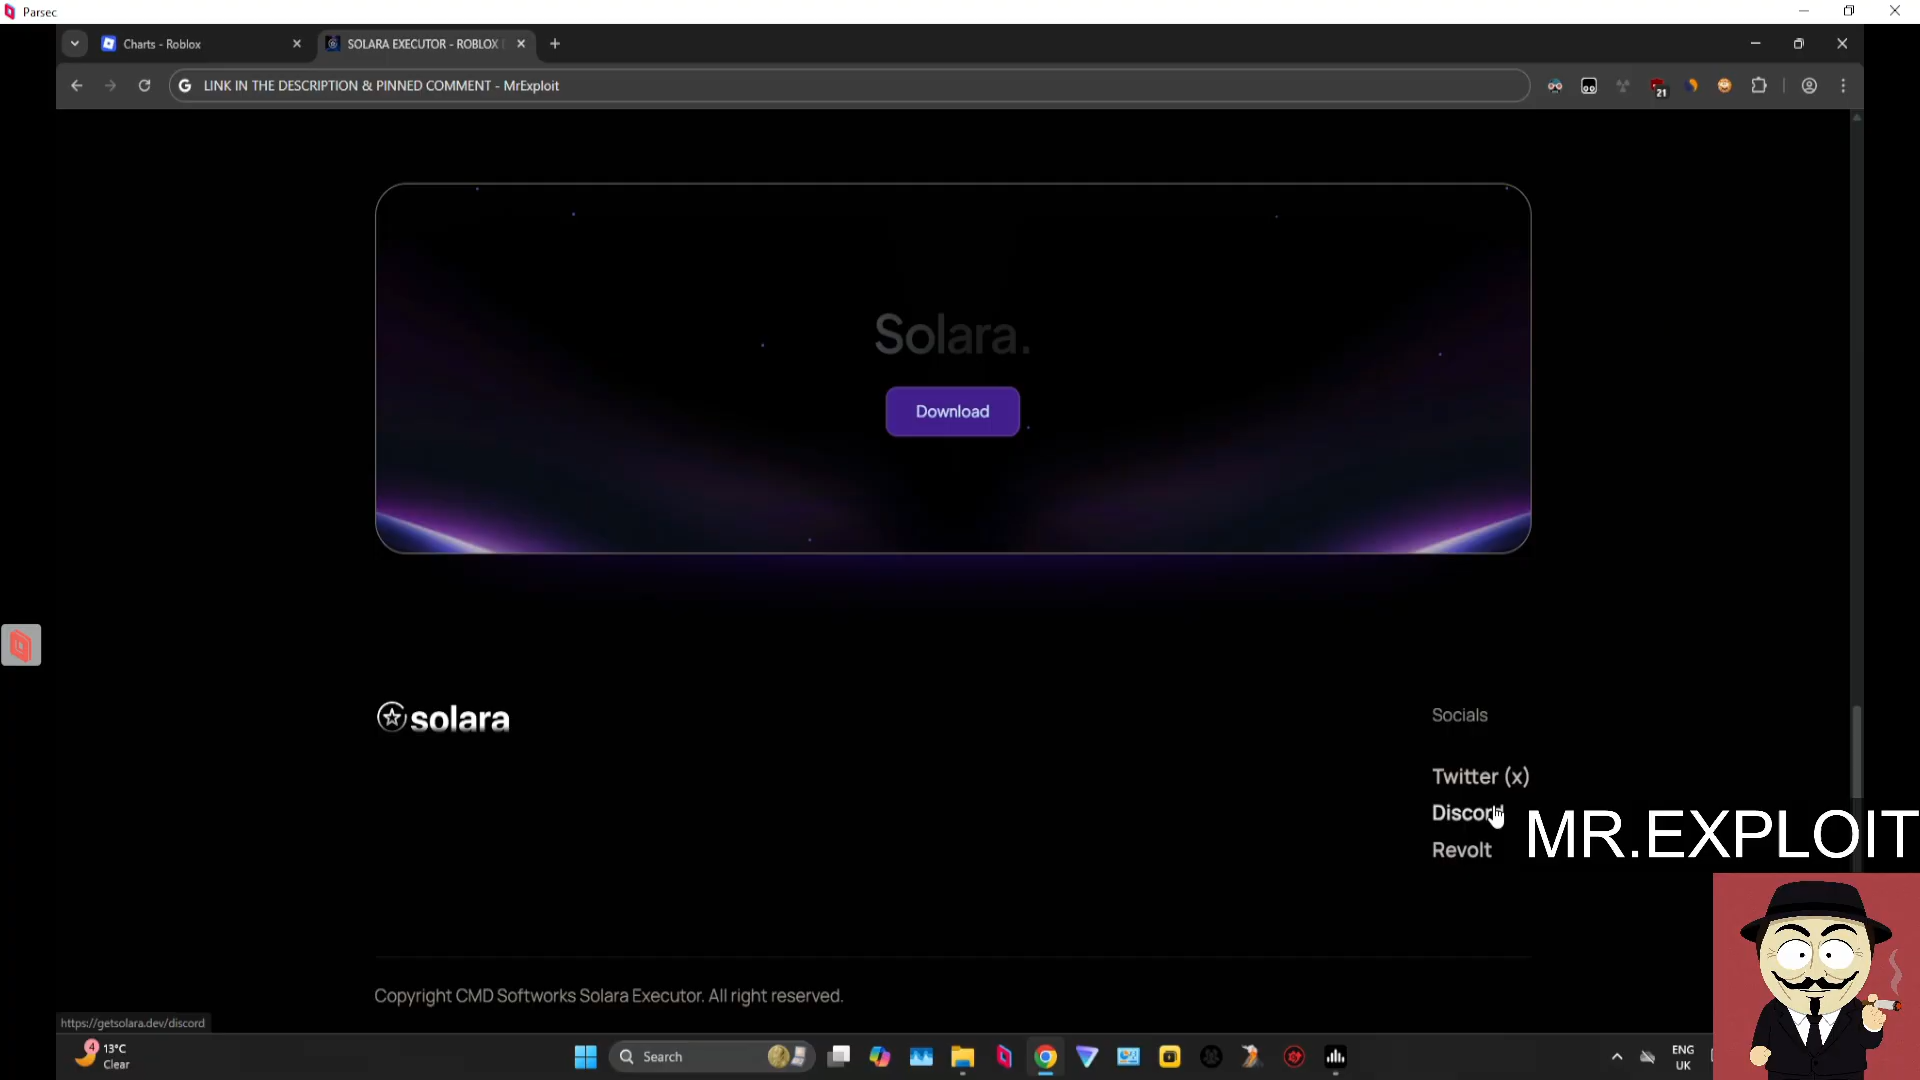 Parsec
Charts - Roblox
SOLARA EXECUTOR - ROBLOX
LINK IN THE DESCRIPTION & PINNED COMMENT - MrExploit
21
Solara.
Download
solara
Socials
Twitter (x)
Discord
Revolt
MR.EXPLOIT
Copyright CMD Softworks Solara Executor. All right reserved.
https://getsolara.dev/discord
4
13°C
Clear
Search
ENG
UK